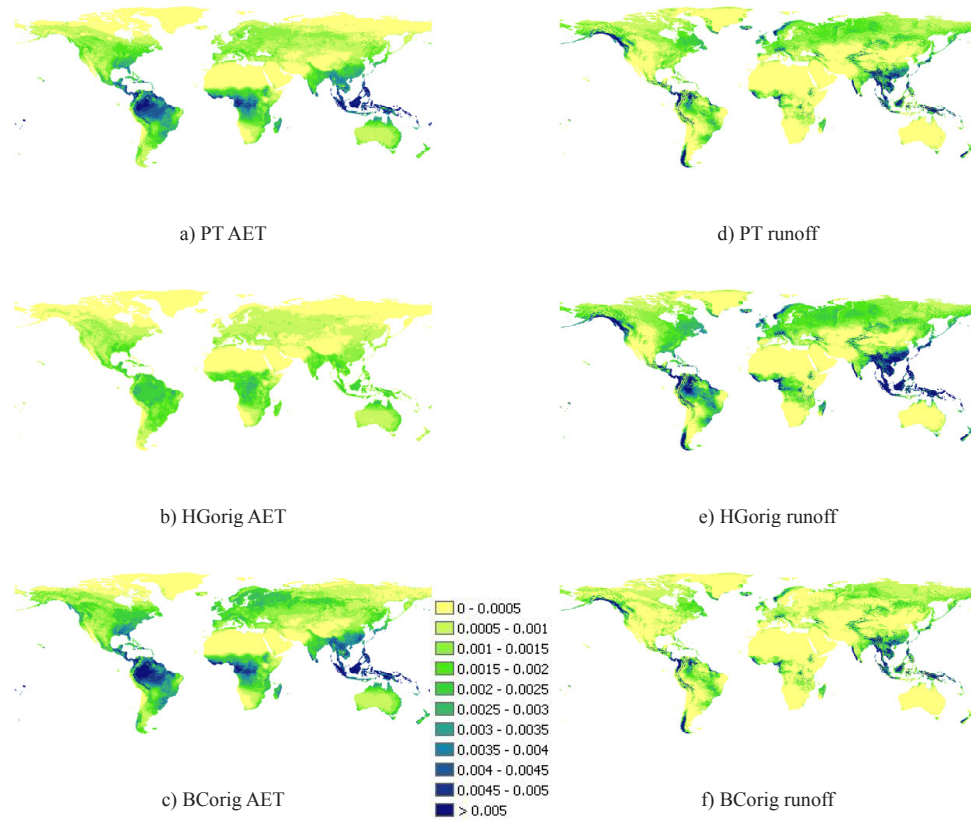 a) PT AET
d) PT runoff
b) HGorig AET
e) HGorig runoff
0 - 0.0005
0.0005 - 0.001
0.001 - 0.0015
0.0015 - 0.002
0.002 - 0.0025
0.0025 - 0.003
0.003 - 0.0035
0.0035 - 0.004
0.004 - 0.0045
0.0045 - 0.005
> 0.005
c) BCorig AET
f) BCorig runoff